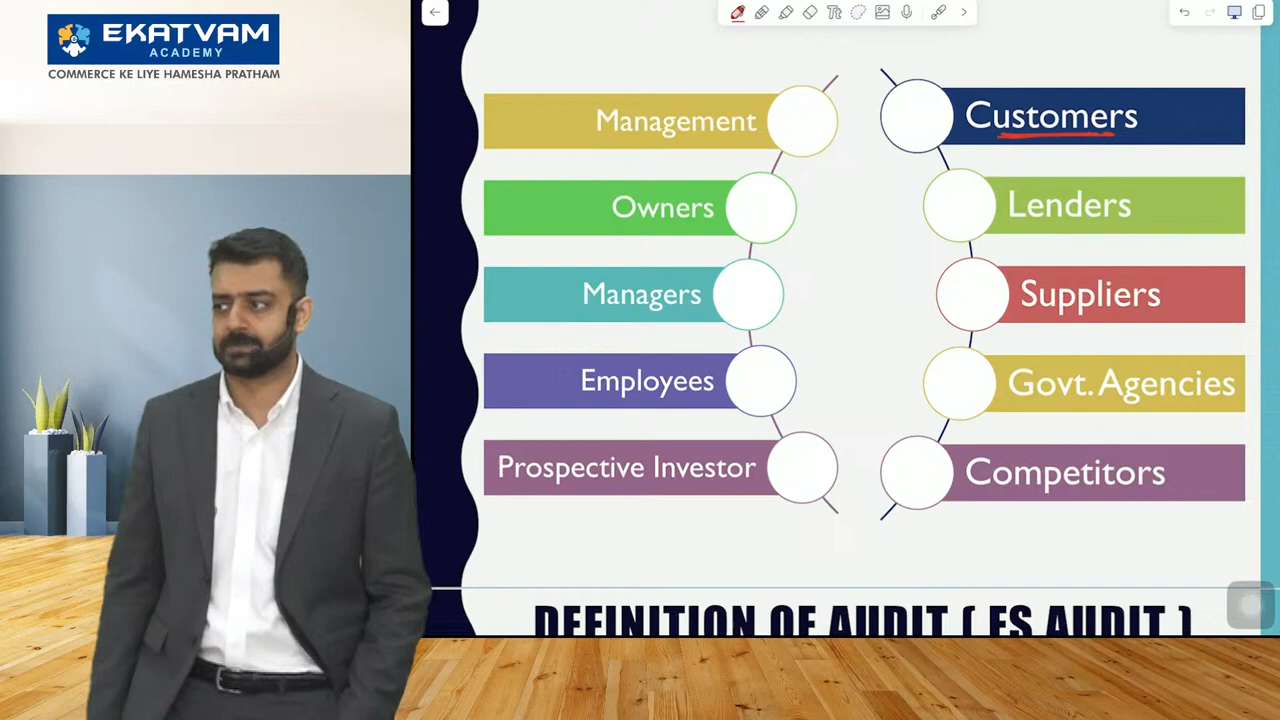 EKATVAM
ACADEMY
COMMERCE KE LIYE HAMESHA PRATHAM
Management
Owners
Managers
Employees
Prospective Investor
Customers
Lenders
Suppliers
Govt. Agencies
Competitors
DEFINITION OF AUDIT ( FS AUDIT )